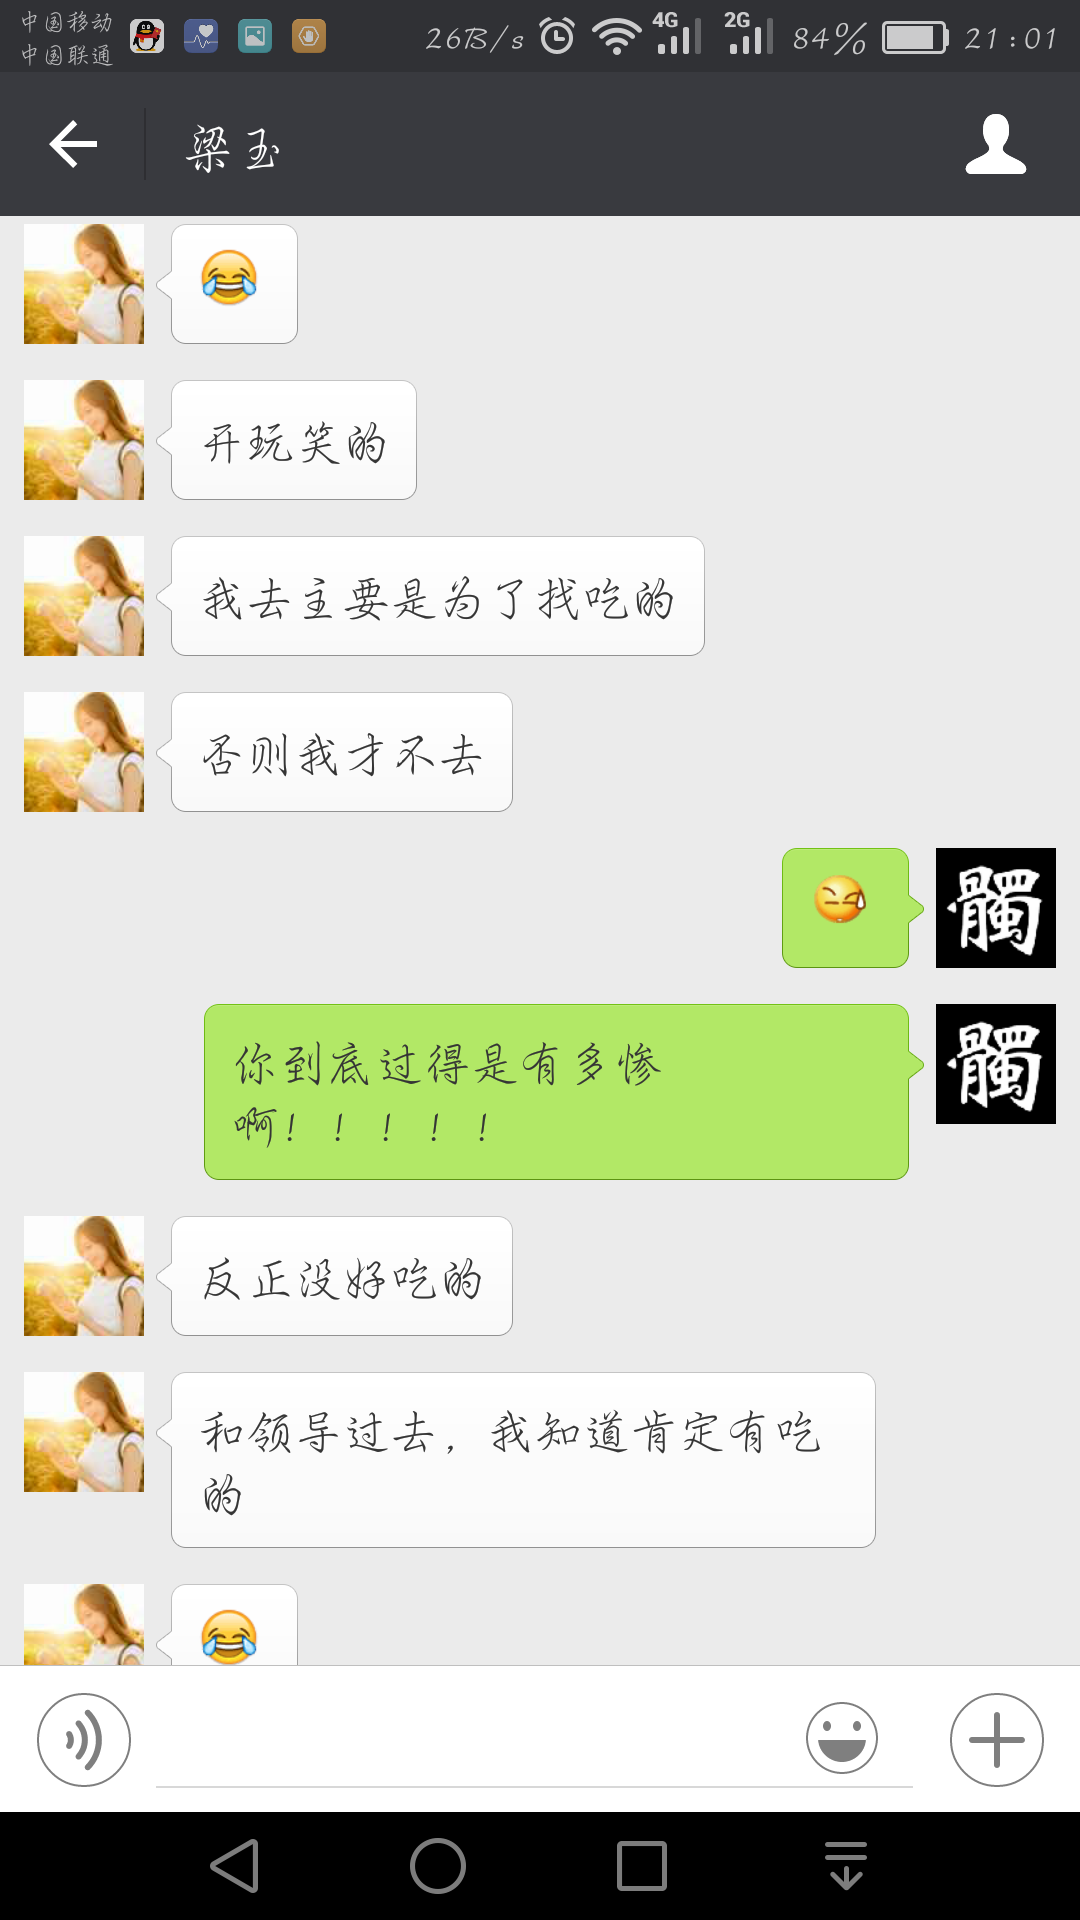 中国移动
中国联通
26B/s 4G 2G 84% 21:01
梁玉
😂
开玩笑的
我去主要是为了找吃的
否则我才不去
髑
你到底过得是有多惨
啊！！！！！
髑
反正没好吃的
和领导过去，我知道肯定有吃
的
😂